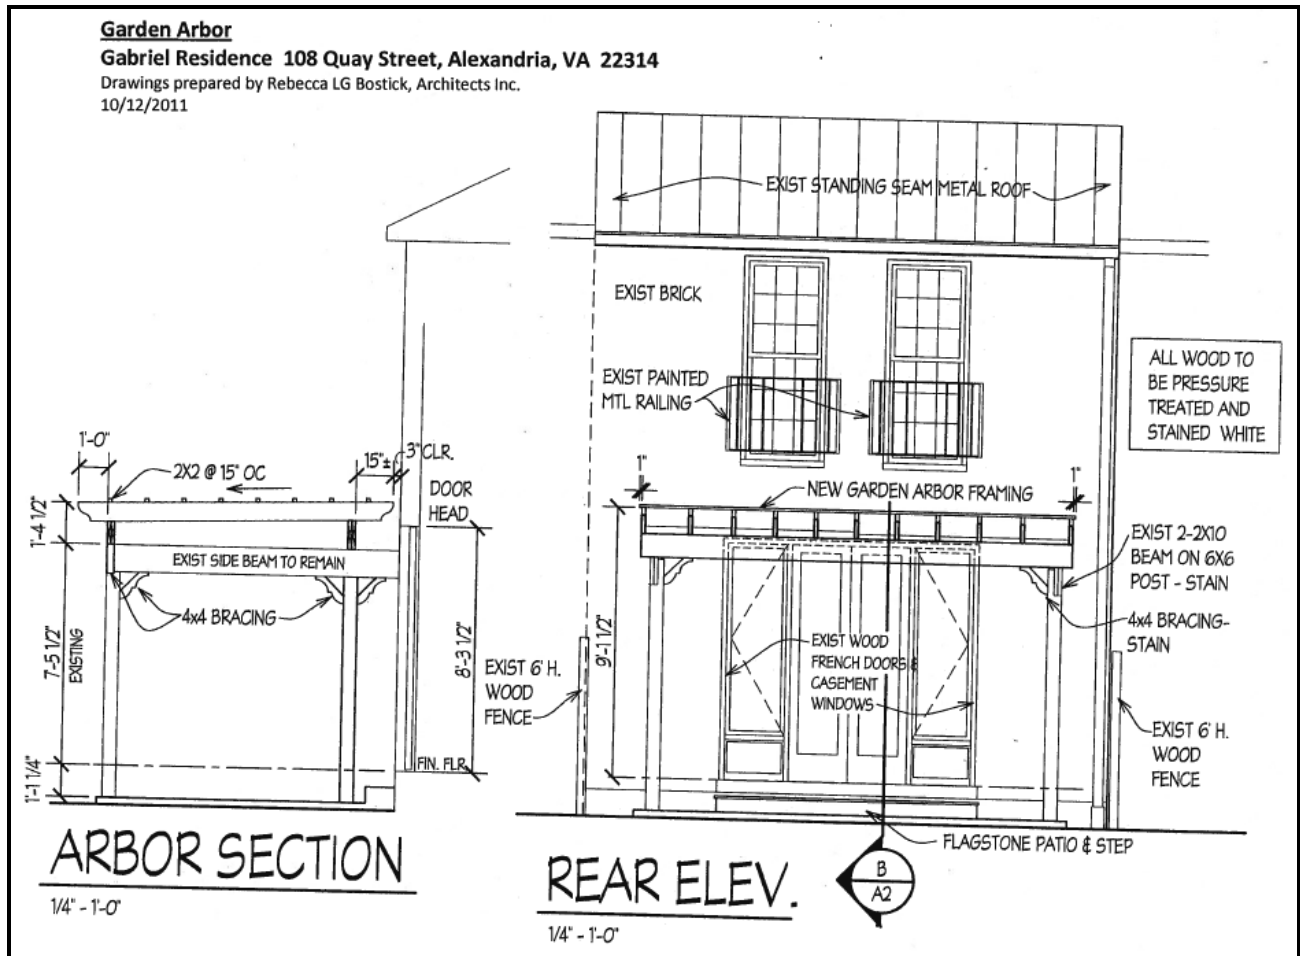 Garden Arbor
Gabriel Residence 108 Quay Street, Alexandria, VA 22314
Drawings prepared by Rebecca LG Bostick, Architects Inc.
10/12/2011
EXIST STANDING SEAM METAL ROOF
EXIST BRICK
EXIST PAINTED
MTL RAILING
ALL WOOD TO
BE PRESSURE
TREATED AND
STAINED WHITE
1'-0"
2X2 @ 15" OC
15"±
3" CLR.
DOOR
HEAD
1'-4 1/2"
EXIST SIDE BEAM TO REMAIN
4x4 BRACING
7'-5 1/2"
EXISTING
8'-3 1/2"
1'-1 1/4"
FIN. FLR
EXIST 6' H.
WOOD
FENCE
1"
1"
NEW GARDEN ARBOR FRAMING
9'-1 1/2"
EXIST 2-2X10
BEAM ON 6X6
POST - STAIN
4x4 BRACING-
STAIN
EXIST WOOD
FRENCH DOORS &
CASEMENT
WINDOWS
EXIST 6' H.
WOOD
FENCE
FLAGSTONE PATIO & STEP
ARBOR SECTION
1/4" - 1'-0"
REAR ELEV.
1/4" - 1'-0"
B
A2